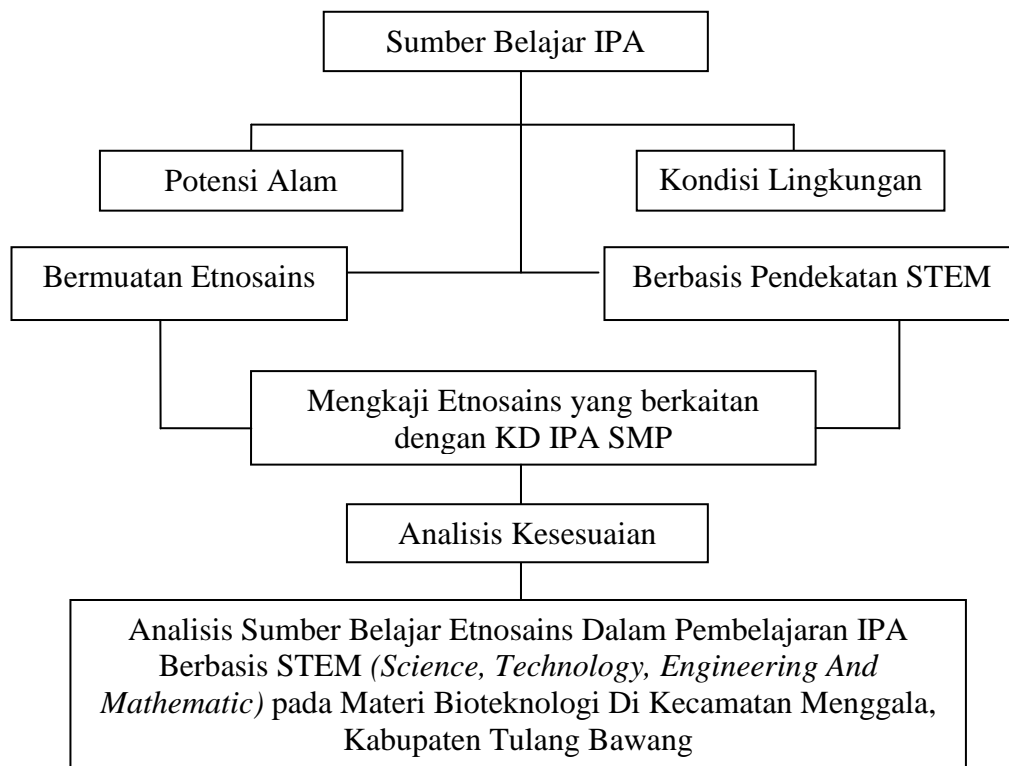 Sumber Belajar IPA
Potensi Alam
Kondisi Lingkungan
Bermuatan Etnosains
Berbasis Pendekatan STEM
Mengkaji Etnosains yang berkaitan
dengan KD IPA SMP
Analisis Kesesuaian
Analisis Sumber Belajar Etnosains Dalam Pembelajaran IPA
Berbasis STEM (Science, Technology, Engineering And
Mathematic) pada Materi Bioteknologi Di Kecamatan Menggala,
Kabupaten Tulang Bawang